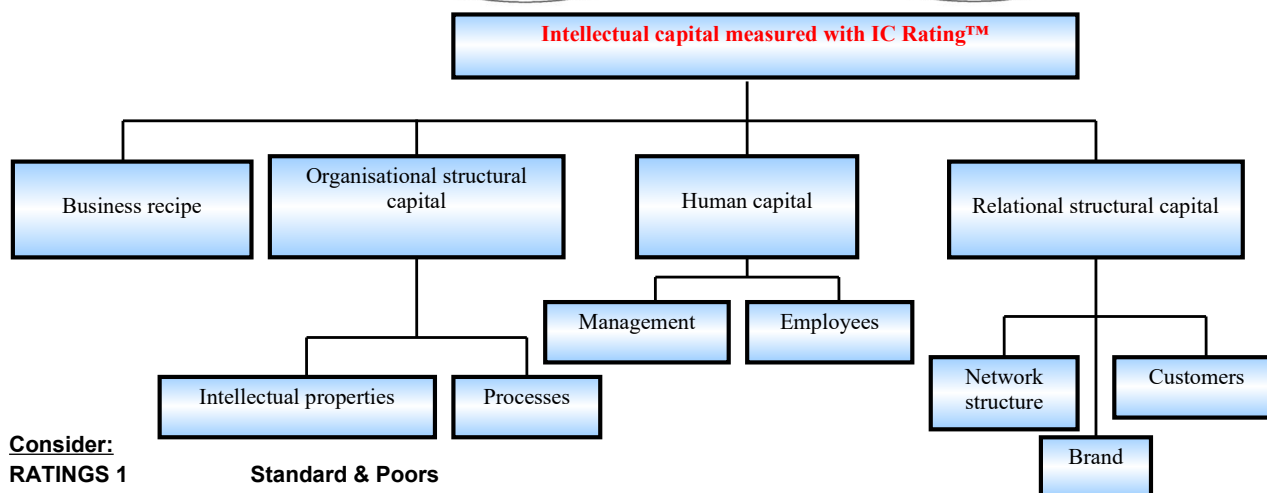 Intellectual capital measured with IC Rating™
Business recipe
Organisational structural
capital
Human capital
Relational structural capital
Management
Employees
Intellectual properties
Processes
Network
structure
Customers
Brand
Consider:
RATINGS 1 Standard & Poors